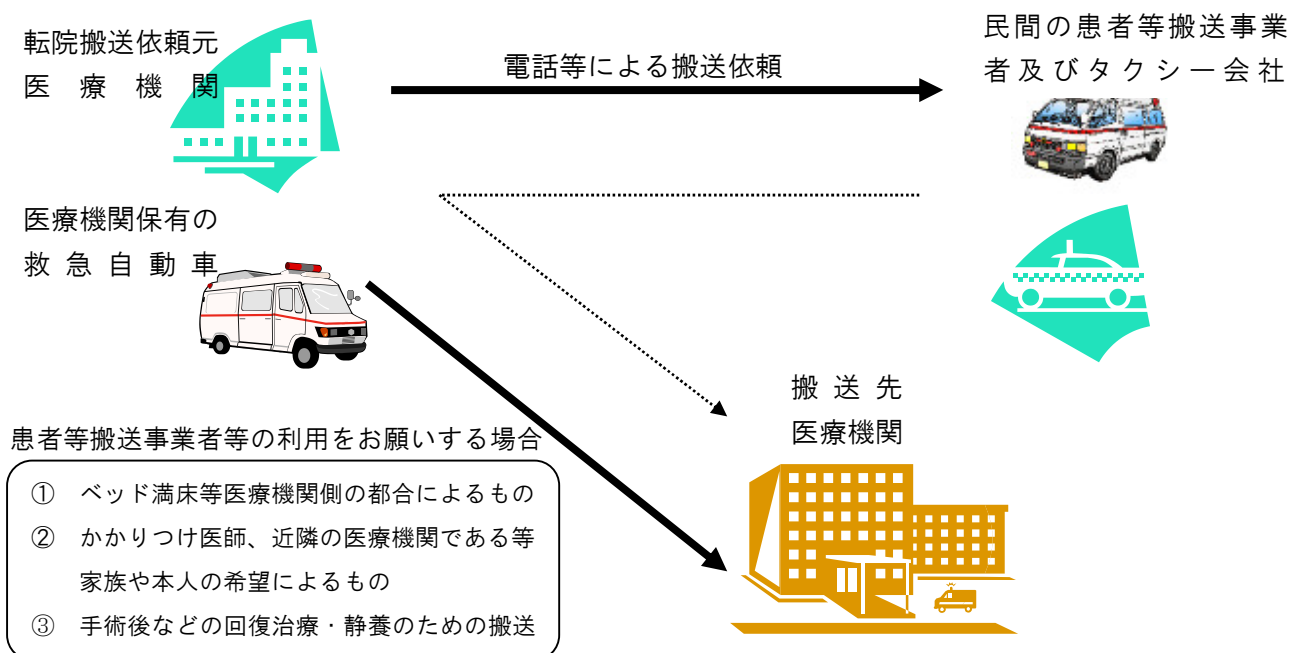 転院搬送依頼元
医療機関
電話等による搬送依頼
民間の患者等搬送事業
者及びタクシー会社
医療機関保有の
救急自動車
搬送先
医療機関
患者等搬送事業者等の利用をお願いする場合
① ベッド満床等医療機関側の都合によるもの
② かかりつけ医師、近隣の医療機関である等
家族や本人の希望によるもの
③ 手術後などの回復治療・静養のための搬送